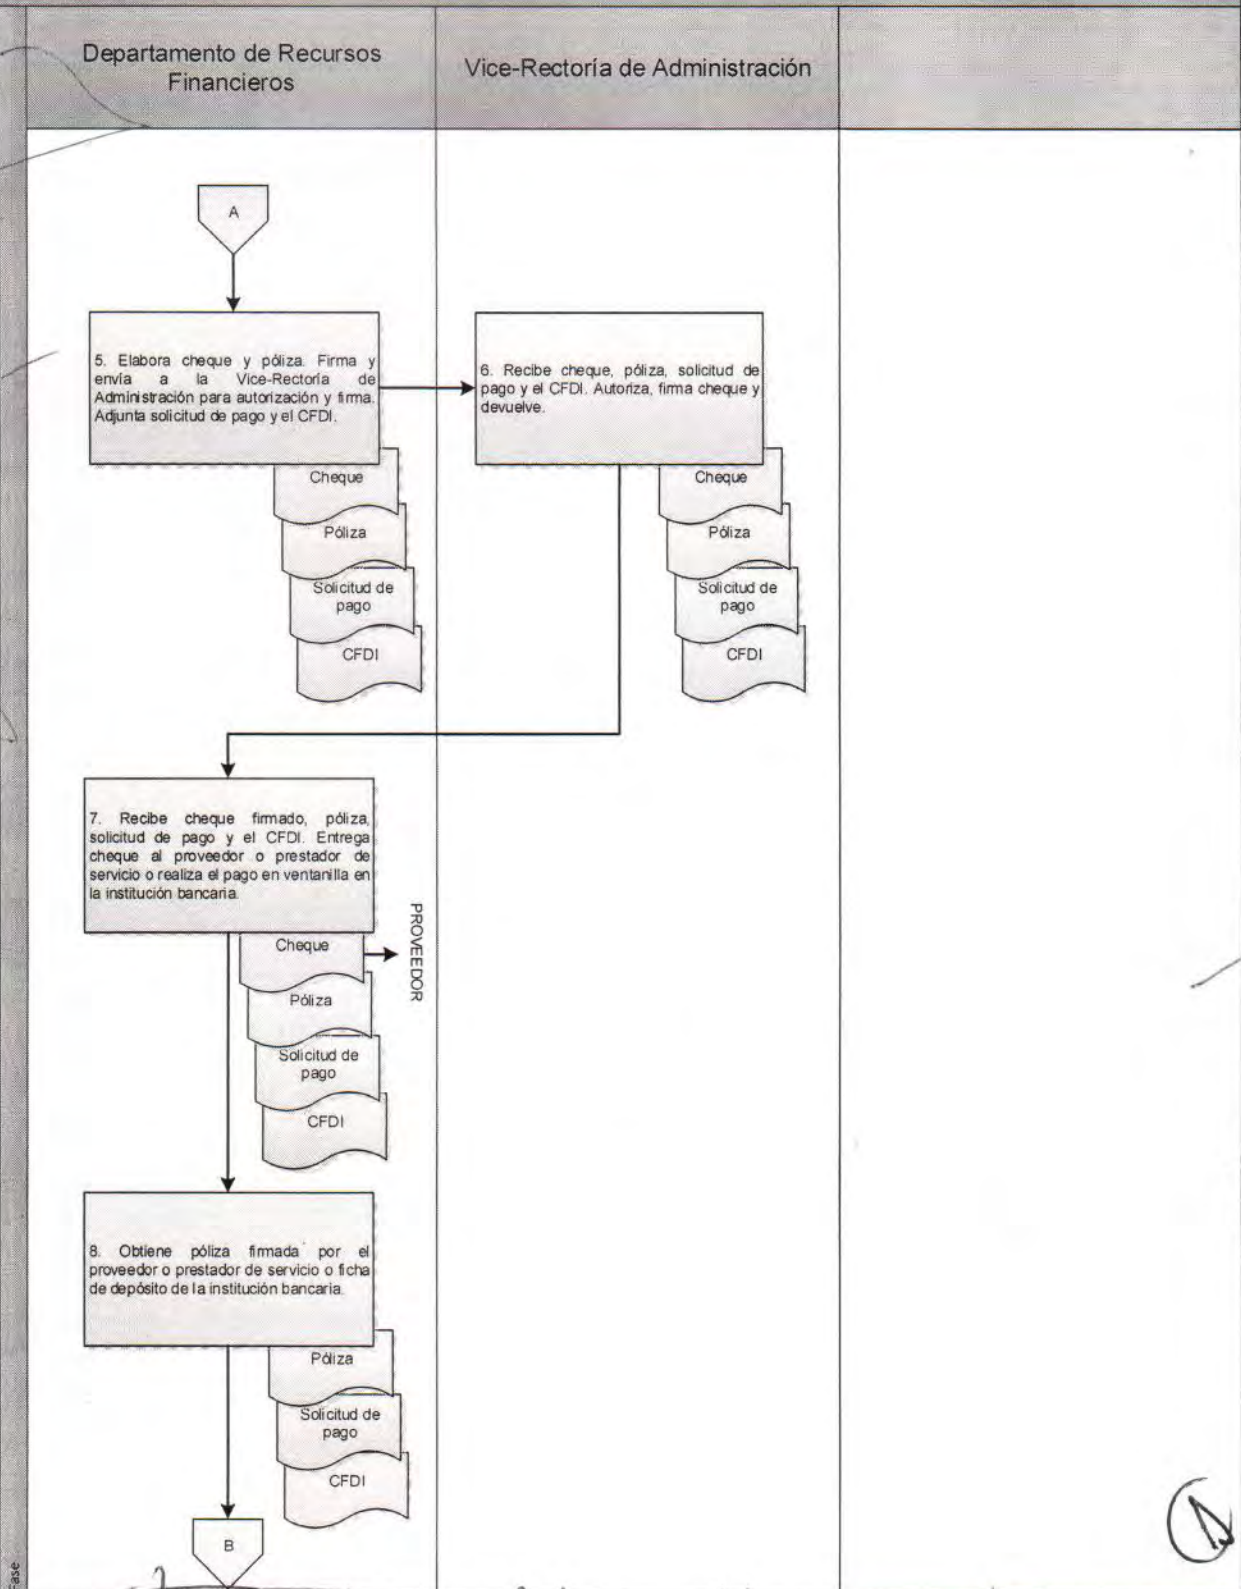 Departamento de Recursos
Financieros
Vice-Rectoría de Administración
A
5. Elabora cheque y póliza. Firma y
envía a la Vice-Rectoría de
Administración para autorización y firma.
Adjunta solicitud de pago y el CFDI.
Cheque
Póliza
Solicitud de
pago
CFDI
6. Recibe cheque, póliza, solicitud de
pago y el CFDI. Autoriza, firma cheque y
devuelve.
Cheque
Póliza
Solicitud de
pago
CFDI
7. Recibe cheque firmado, póliza,
solicitud de pago y el CFDI. Entrega
cheque al proveedor o prestador de
servicio o realiza el pago en ventanilla en
la institución bancaria.
Cheque
PROVEEDOR
Póliza
Solicitud de
pago
CFDI
8. Obtiene póliza firmada por el
proveedor o prestador de servicio o ficha
de depósito de la institución bancaria.
Póliza
Solicitud de
pago
CFDI
B
Fase